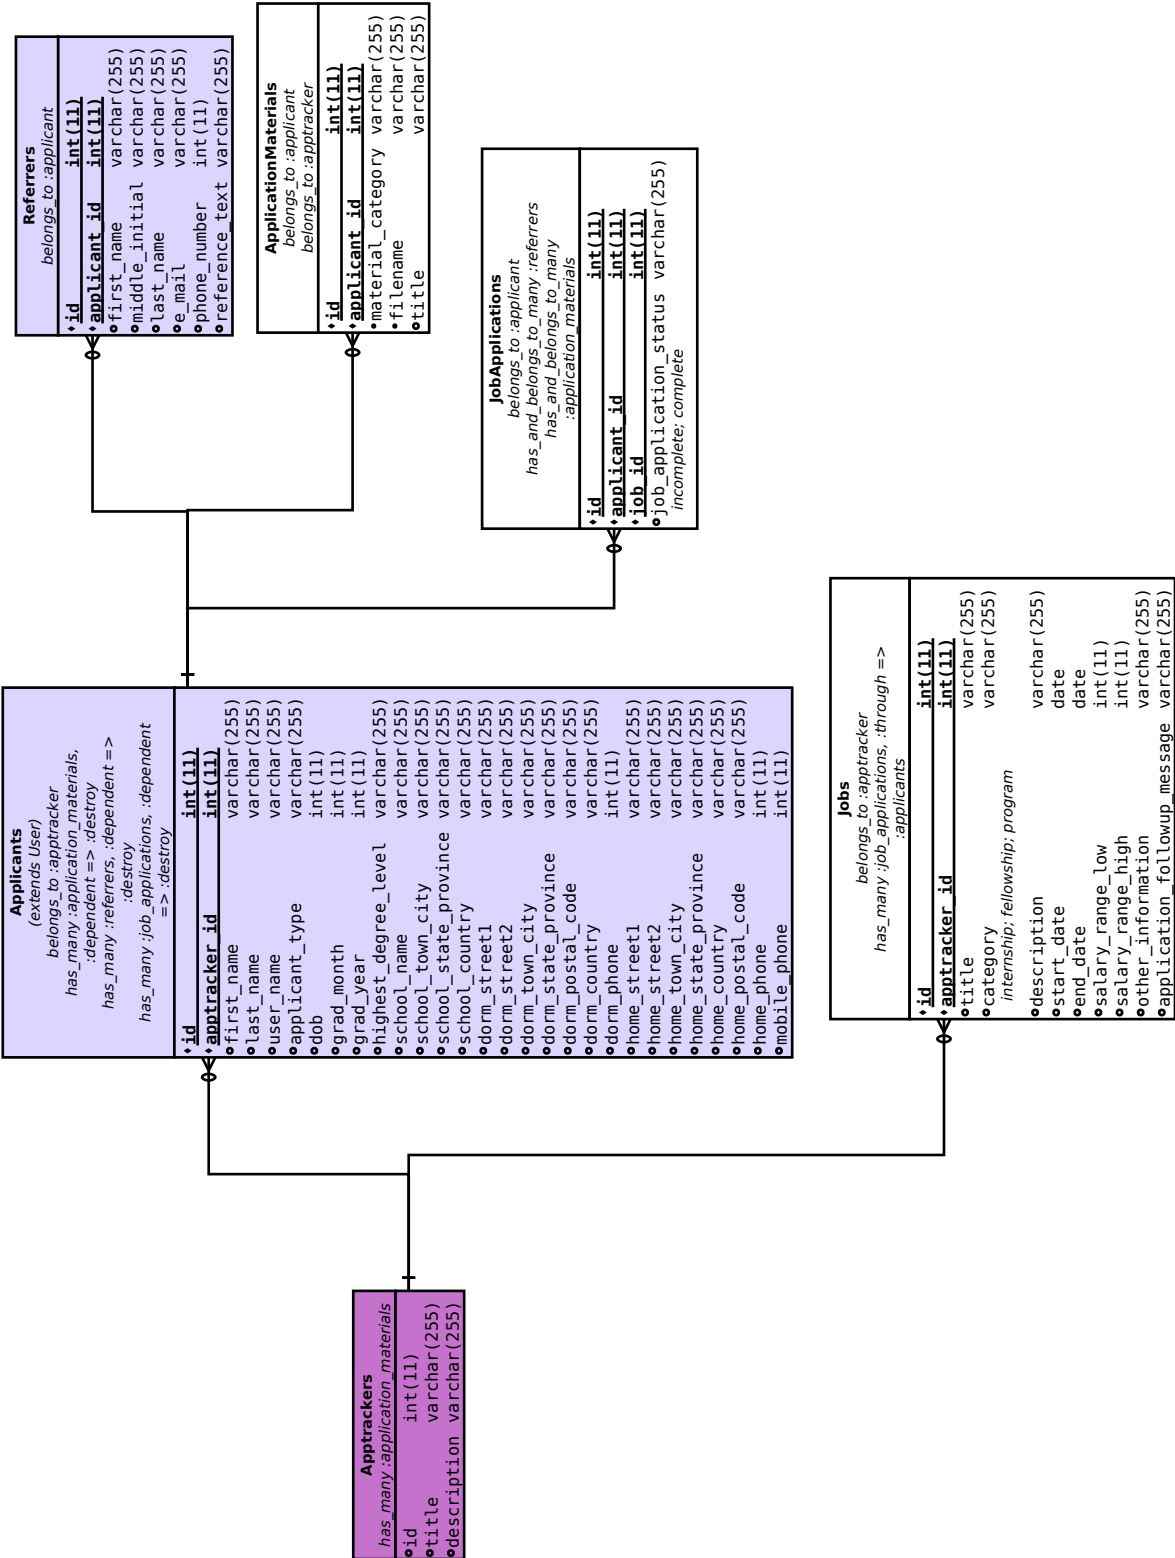 Referrers
belongs_to :applicant
id int(11)
applicant_id int(11)
first_name varchar(255)
middle_initial varchar(255)
last_name varchar(255)
e_mail varchar(255)
phone_number int(11)
reference_text varchar(255)
ApplicationMaterials
belongs_to :applicant
belongs_to :apptracker
id int(11)
applicant_id int(11)
material_category varchar(255)
filename varchar(255)
title varchar(255)
JobApplications
belongs_to :applicant
has_and_belongs_to_many :referrers
has_and_belongs_to_many
:application_materials
id int(11)
applicant_id int(11)
job_id int(11)
job_application_status varchar(255)
incomplete; complete
Applicants
(extends User)
belongs_to :apptracker
has_many :application_materials,
:dependent => :destroy
has_many :referrers, :dependent =>
:destroy
has_many :job_applications, :dependent
=> :destroy
id int(11)
apptracker_id int(11)
first_name varchar(255)
last_name varchar(255)
user_name varchar(255)
applicant_type varchar(255)
dob int(11)
grad_month int(11)
grad_year int(11)
highest_degree_level varchar(255)
school_name varchar(255)
school_town_city varchar(255)
school_state_province varchar(255)
school_country varchar(255)
dorm_street1 varchar(255)
dorm_street2 varchar(255)
dorm_town_city varchar(255)
dorm_state_province varchar(255)
dorm_postal_code varchar(255)
dorm_country varchar(255)
dorm_phone int(11)
home_street1 varchar(255)
home_street2 varchar(255)
home_town_city varchar(255)
home_state_province varchar(255)
home_country varchar(255)
home_postal_code varchar(255)
home_phone int(11)
mobile_phone int(11)
Jobs
belongs_to :apptracker
has_many :job_applications, :through =>
:applicants
id int(11)
apptracker_id int(11)
title varchar(255)
category varchar(255)
internship; fellowship; program
description varchar(255)
start_date date
end_date date
salary_range_low int(11)
salary_range_high int(11)
other_information varchar(255)
application_followup_message varchar(255)
Apptrackers
has_many :application_materials
id int(11)
title varchar(255)
description varchar(255)